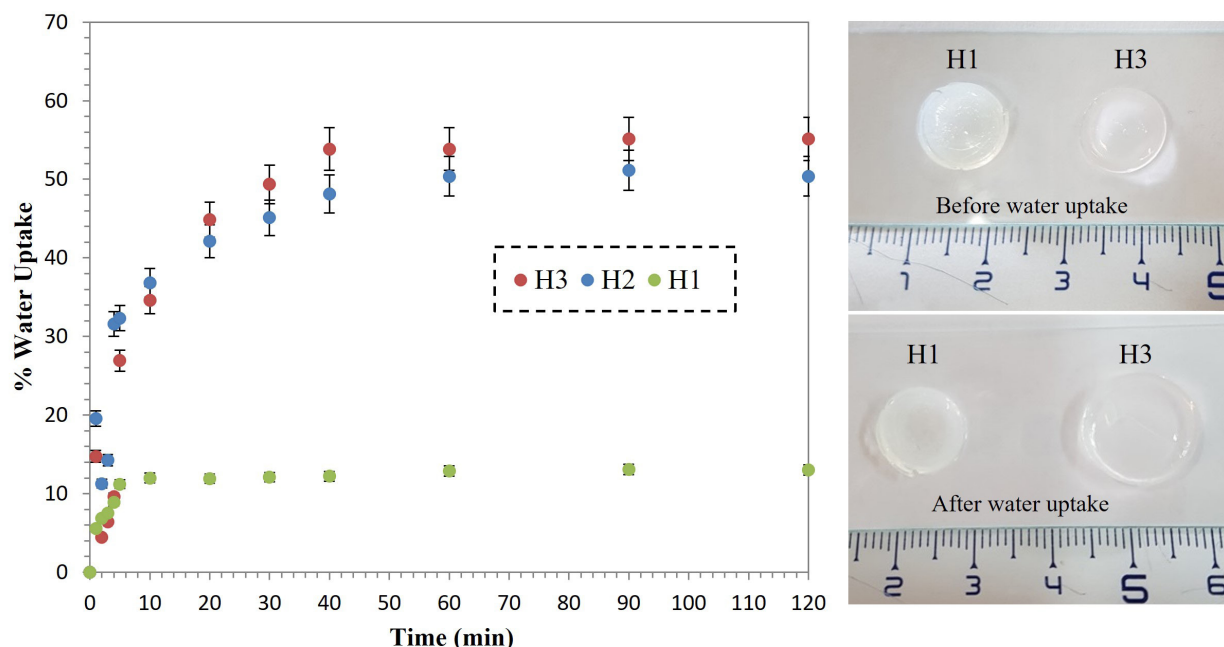 70
60
50
40
30
20
10
0
% Water Uptake
0 10 20 30 40 50 60 70 80 90 100 110 120
Time (min)
H3 H2 H1
H1 H3
Before water uptake
1 2 3 4 5
H1 H3
After water uptake
2 3 4 5 6